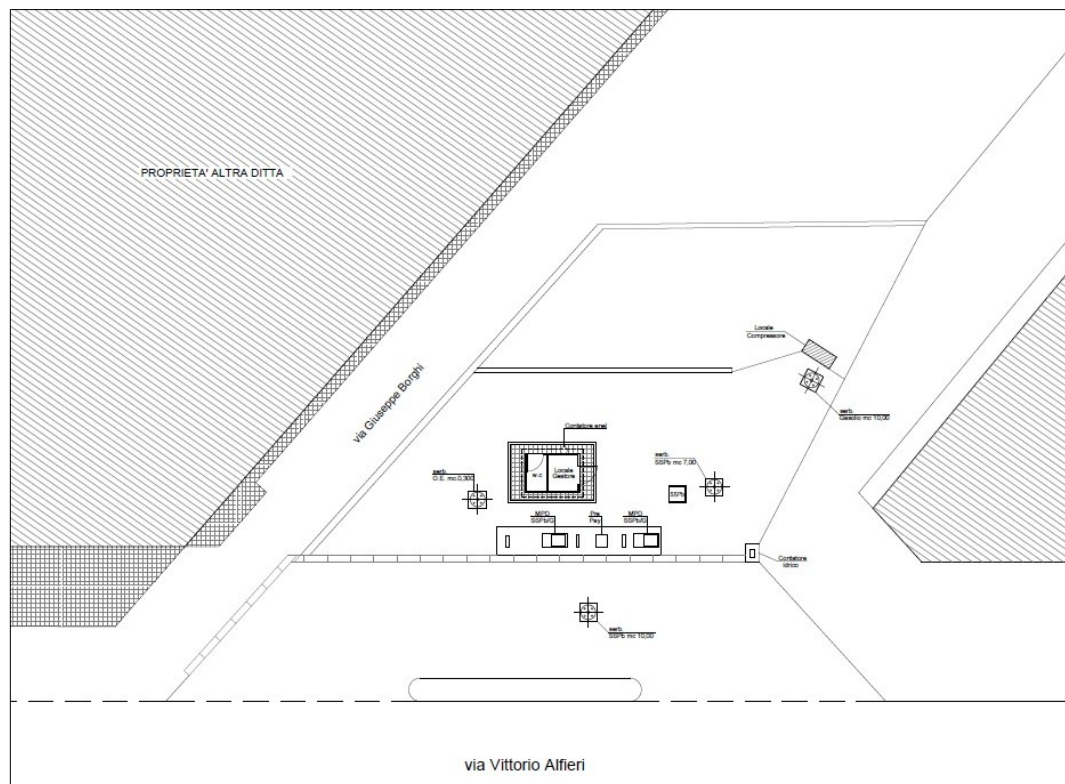 PROPRIETA' ALTRA DITTA
via Giuseppe Borghi
Locale
Compressore
serb.
Gasolio mc 10,00
Contatore enel
w.c
Locale
Gestore
serb.
O.E. mc.0,300
serb.
SSPb mc 7,00
SSPb
MPD
SSPb/G
Pre
Pay
MPD
SSPb/G
Contatore
idrico
serb.
SSPb mc 10,00
via Vittorio Alfieri